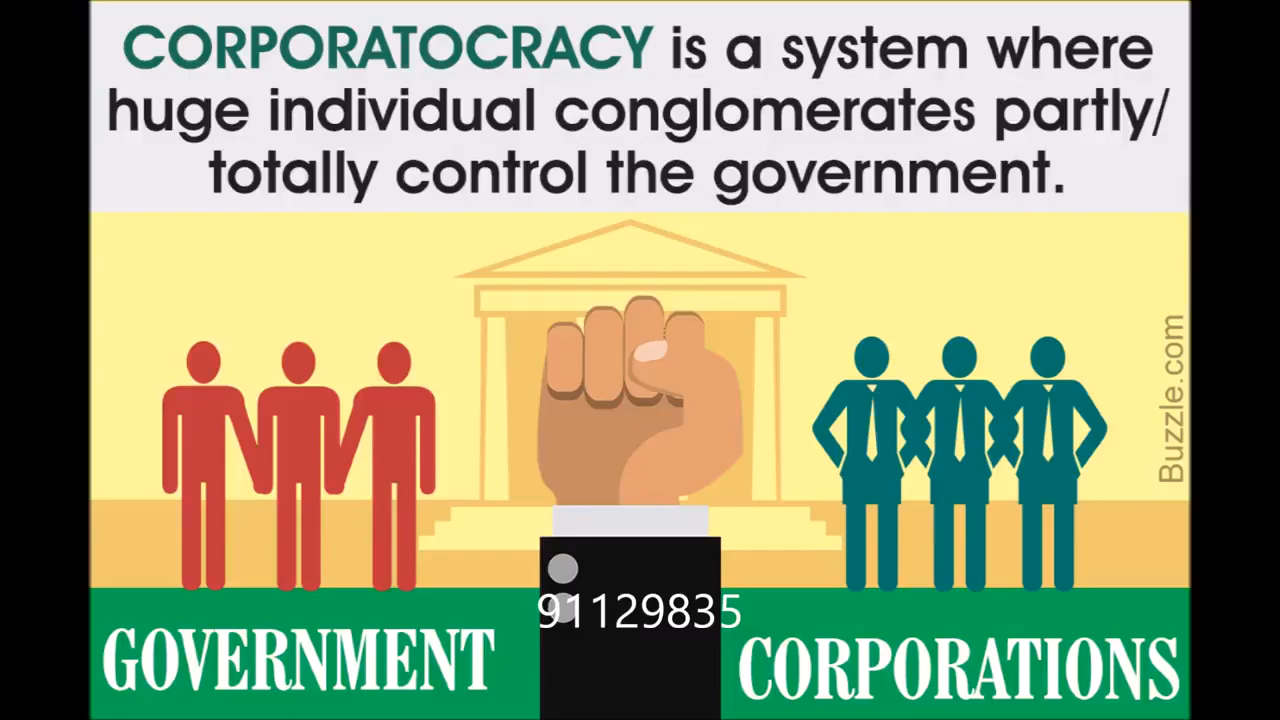 CORPORATOCRACY is a system where
huge individual conglomerates partly/
totally control the government.
Buzzle.com
91129835
GOVERNMENT
CORPORATIONS